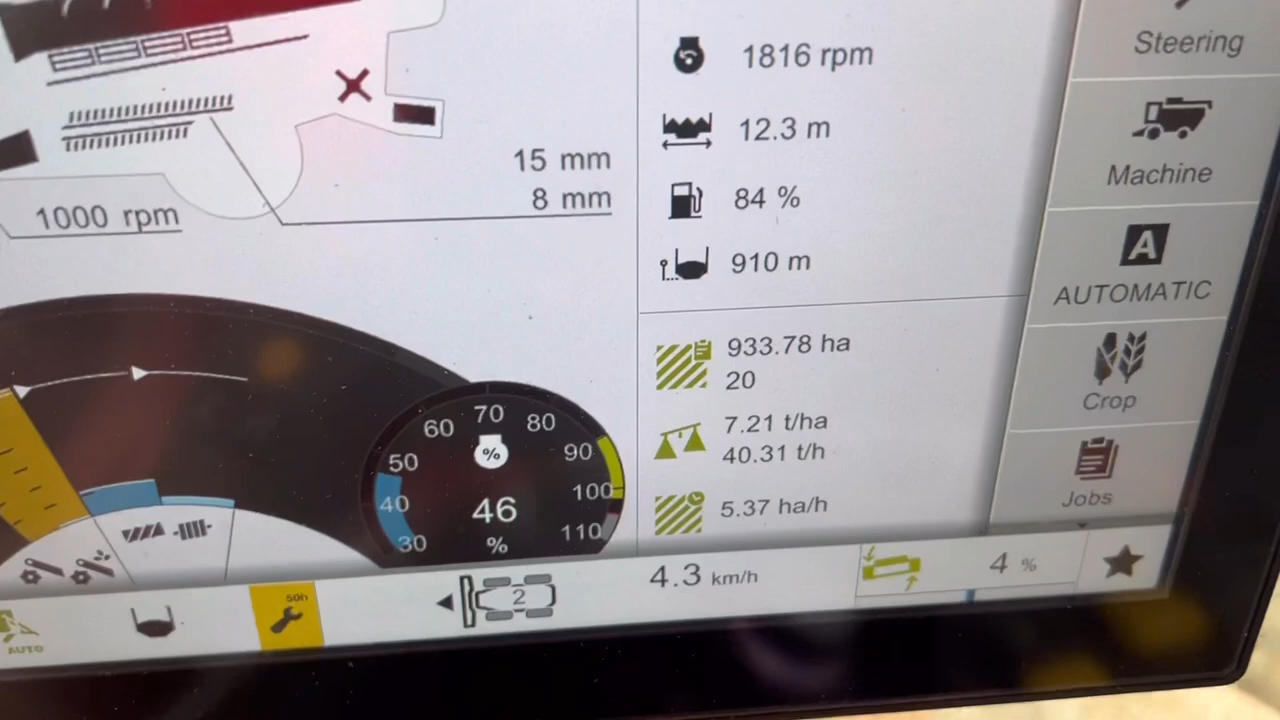 1816 rpm
12.3 m
84 %
910 m
15 mm
8 mm
1000 rpm
933.78 ha
20
7.21 t/ha
40.31 t/h
5.37 ha/h
30
40
50
60
70
80
90
100
110
%
46
%
AUTO
50h
2
4.3 km/h
4 %
Steering
Machine
A
AUTOMATIC
Crop
Jobs